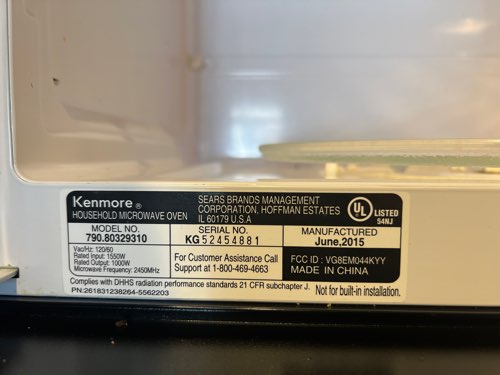 Kenmore®
HOUSEHOLD MICROWAVE OVEN
SEARS BRANDS MANAGEMENT
CORPORATION, HOFFMAN ESTATES
IL 60179 U.S.A
UL LISTED
54NJ
MODEL NO.
790.80329310
SERIAL NO.
KG 52454881
MANUFACTURED
June,2015
Vac/Hz: 120/60
Rated Input: 1550W
Rated Output: 1000W
Microwave Frequency: 2450MHz
For Customer Assistance Call
Support at 1-800-469-4663
FCC ID : VG8EM044KYY
MADE IN CHINA
Complies with DHHS radiation performance standards 21 CFR subchapter J.
PN:261831238264-5562203
Not for built-in installation.